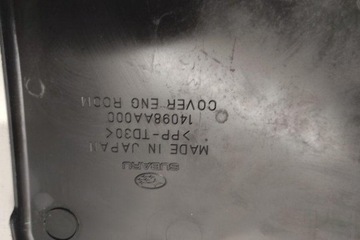 SUBARU
MADE IN JAPAN
>PP-TD30<
14098AA000
COVER ENG ROOM